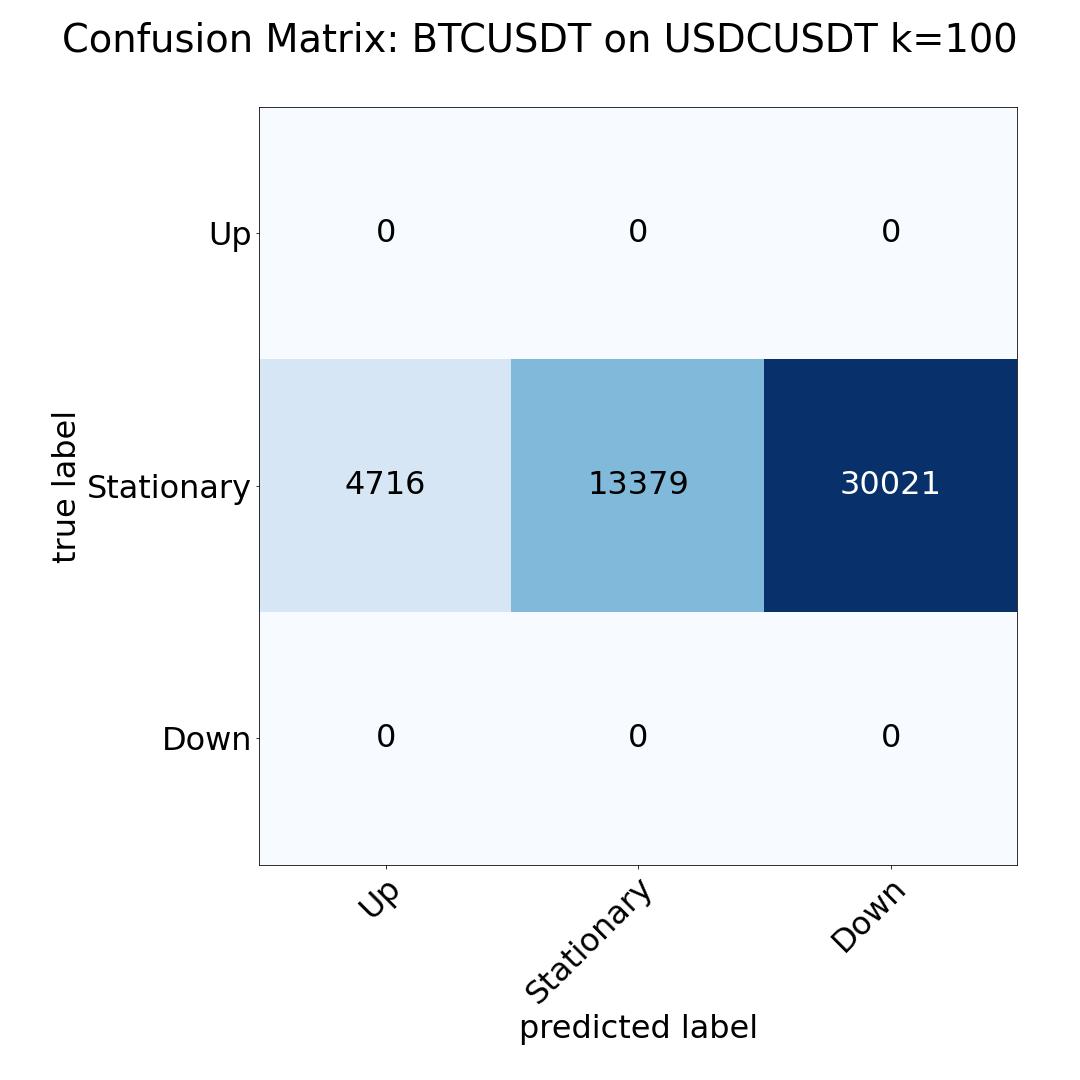 Confusion Matrix: BTCUSDT on USDCUSDT k=100
Up
0 0 0
true label
Stationary
4716 13379 30021
Down
0 0 0
Up Stationary Down
predicted label